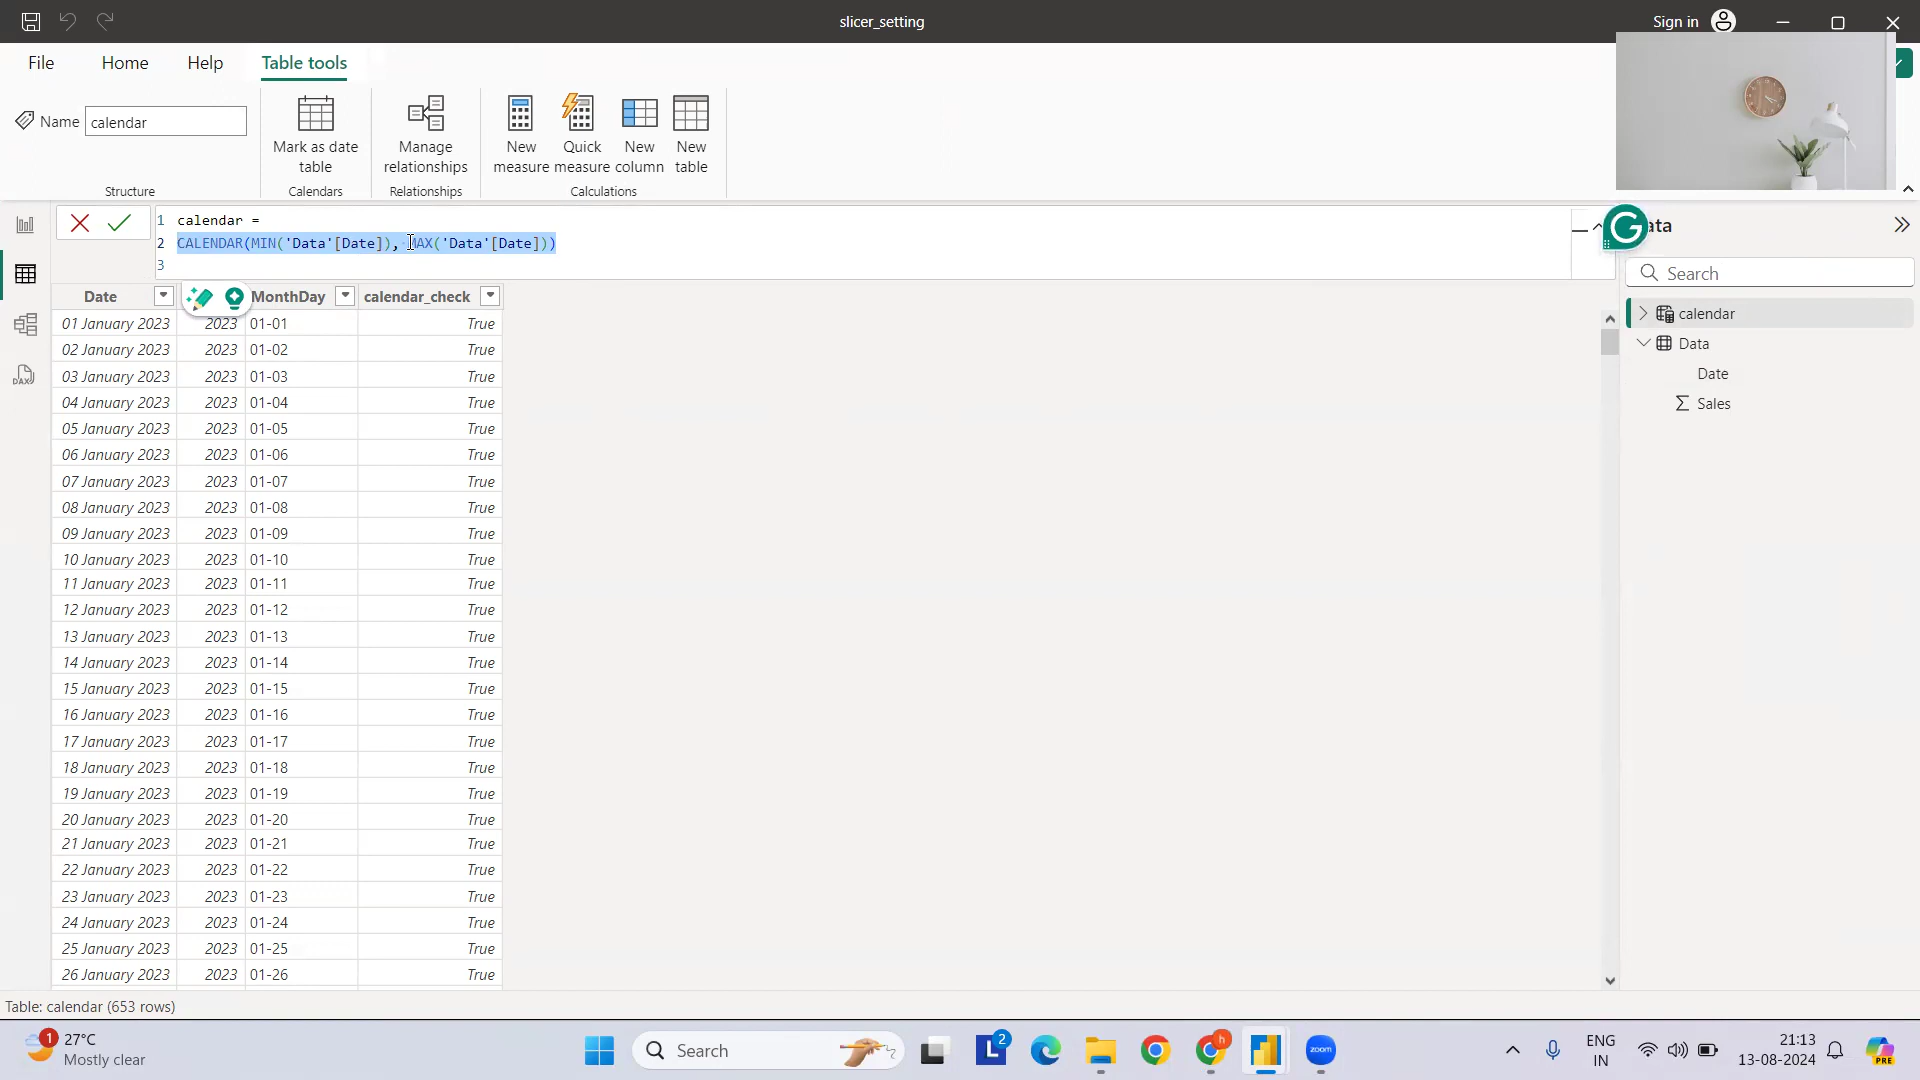 slicer_setting
Sign in
File
Home
Help
Table tools
Name
calendar
Mark as date table
Manage relationships
New measure
Quick measure
New column
New table
Structure
Calendars
Relationships
Calculations
1 calendar =
2 CALENDAR(MIN('Data'[Date]), MAX('Data'[Date]))
3
Date MonthDay calendar_check
01 January 2023 2023 01-01 True
02 January 2023 2023 01-02 True
03 January 2023 2023 01-03 True
04 January 2023 2023 01-04 True
05 January 2023 2023 01-05 True
06 January 2023 2023 01-06 True
07 January 2023 2023 01-07 True
08 January 2023 2023 01-08 True
09 January 2023 2023 01-09 True
10 January 2023 2023 01-10 True
11 January 2023 2023 01-11 True
12 January 2023 2023 01-12 True
13 January 2023 2023 01-13 True
14 January 2023 2023 01-14 True
15 January 2023 2023 01-15 True
16 January 2023 2023 01-16 True
17 January 2023 2023 01-17 True
18 January 2023 2023 01-18 True
19 January 2023 2023 01-19 True
20 January 2023 2023 01-20 True
21 January 2023 2023 01-21 True
22 January 2023 2023 01-22 True
23 January 2023 2023 01-23 True
24 January 2023 2023 01-24 True
25 January 2023 2023 01-25 True
26 January 2023 2023 01-26 True
ata
Search
calendar
Data
Date
Sales
DAX
Table: calendar (653 rows)
1
27°C
Mostly clear
Search
L
2
h
zoom
ENG
IN
21:13
13-08-2024
PRE